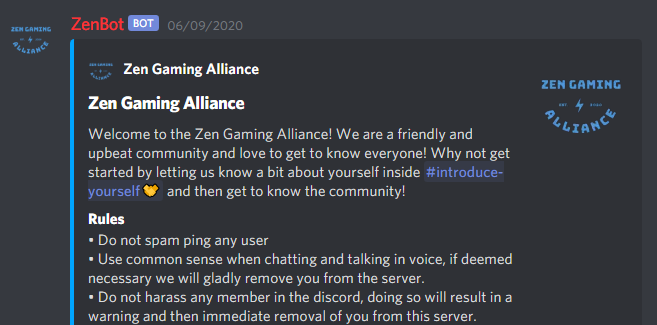 ZEN GAMING
ALLIANCE
ZenBot BOT 06/09/2020
Zen Gaming Alliance
ZEN GAMING
ALLIANCE
Zen Gaming Alliance
Welcome to the Zen Gaming Alliance! We are a friendly and
upbeat community and love to get to know everyone! Why not get
started by letting us know a bit about yourself inside #introduce-
yourself🤝 and then get to know the community!
Rules
• Do not spam ping any user
• Use common sense when chatting and talking in voice, if deemed
necessary we will gladly remove you from the server.
• Do not harass any member in the discord, doing so will result in a
warning and then immediate removal of you from this server.